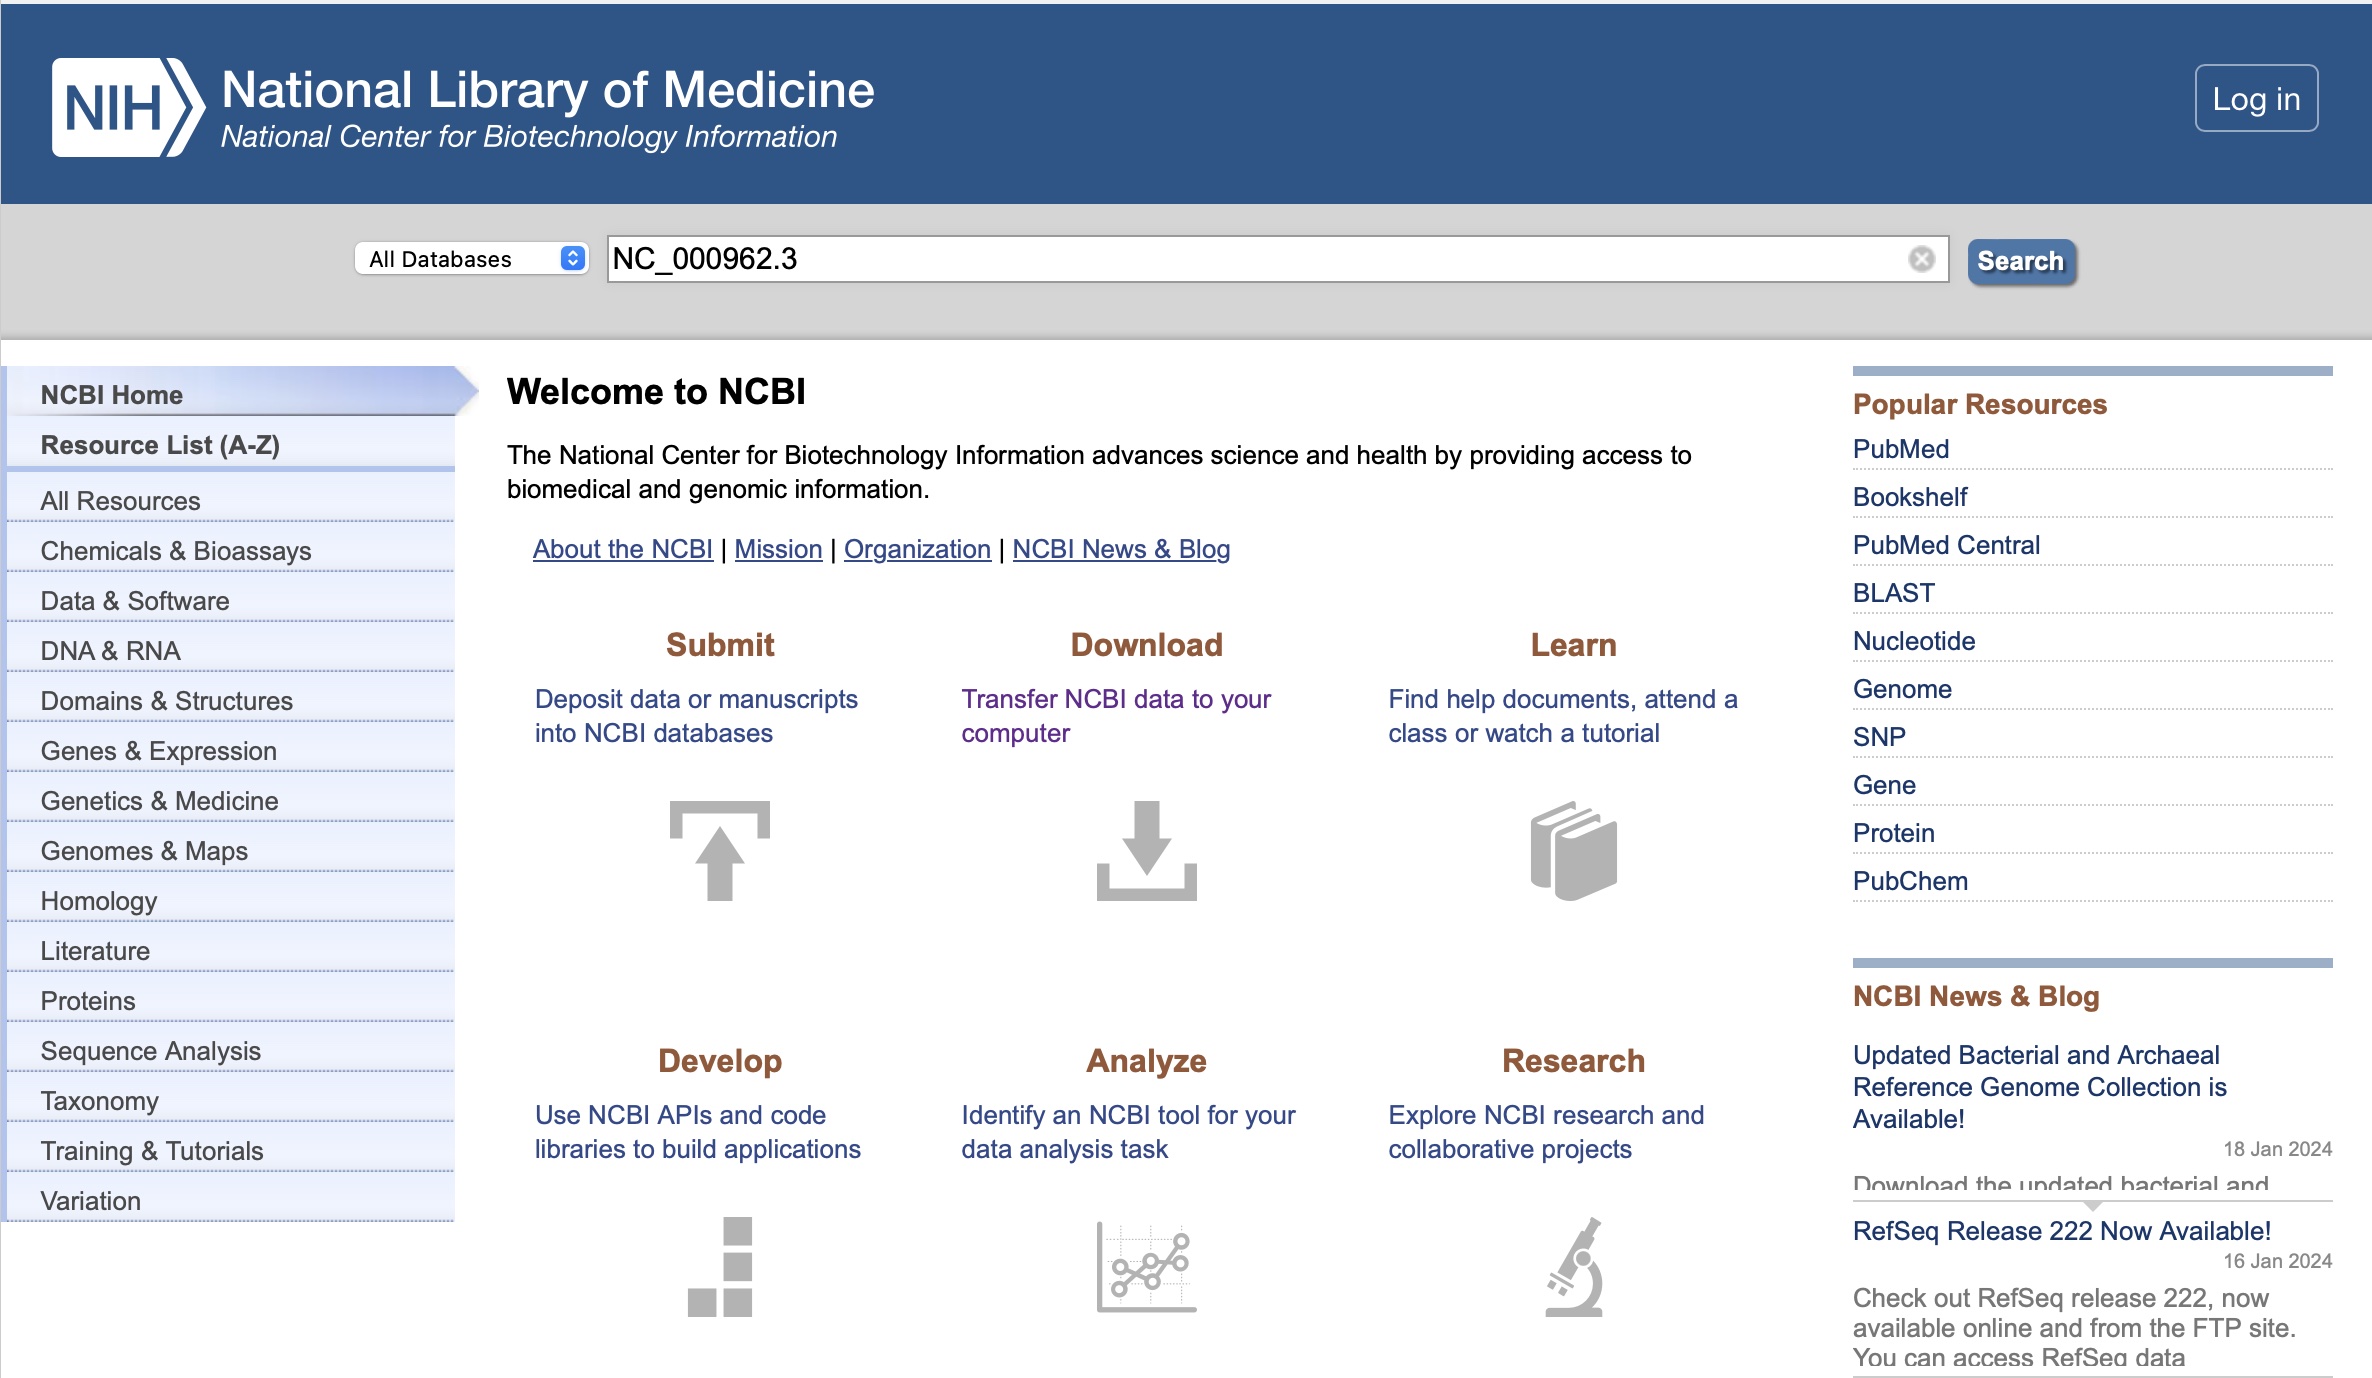 NIH
National Library of Medicine
National Center for Biotechnology Information
Log in
All Databases
NC_000962.3
Search
NCBI Home
Resource List (A-Z)
All Resources
Chemicals & Bioassays
Data & Software
DNA & RNA
Domains & Structures
Genes & Expression
Genetics & Medicine
Genomes & Maps
Homology
Literature
Proteins
Sequence Analysis
Taxonomy
Training & Tutorials
Variation
Welcome to NCBI
The National Center for Biotechnology Information advances science and health by providing access to
biomedical and genomic information.
About the NCBI | Mission | Organization | NCBI News & Blog
Submit
Deposit data or manuscripts
into NCBI databases
Download
Transfer NCBI data to your
computer
Learn
Find help documents, attend a
class or watch a tutorial
Develop
Use NCBI APIs and code
libraries to build applications
Analyze
Identify an NCBI tool for your
data analysis task
Research
Explore NCBI research and
collaborative projects
Popular Resources
PubMed
Bookshelf
PubMed Central
BLAST
Nucleotide
Genome
SNP
Gene
Protein
PubChem
NCBI News & Blog
Updated Bacterial and Archaeal
Reference Genome Collection is
Available!
18 Jan 2024
Download the updated bacterial and
RefSeq Release 222 Now Available!
16 Jan 2024
Check out RefSeq release 222, now
available online and from the FTP site.
You can access RefSeq data